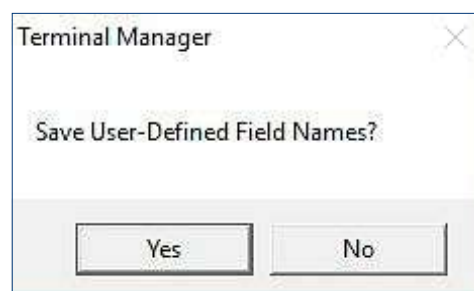 Terminal Manager
Save User-Defined Field Names?
Yes No